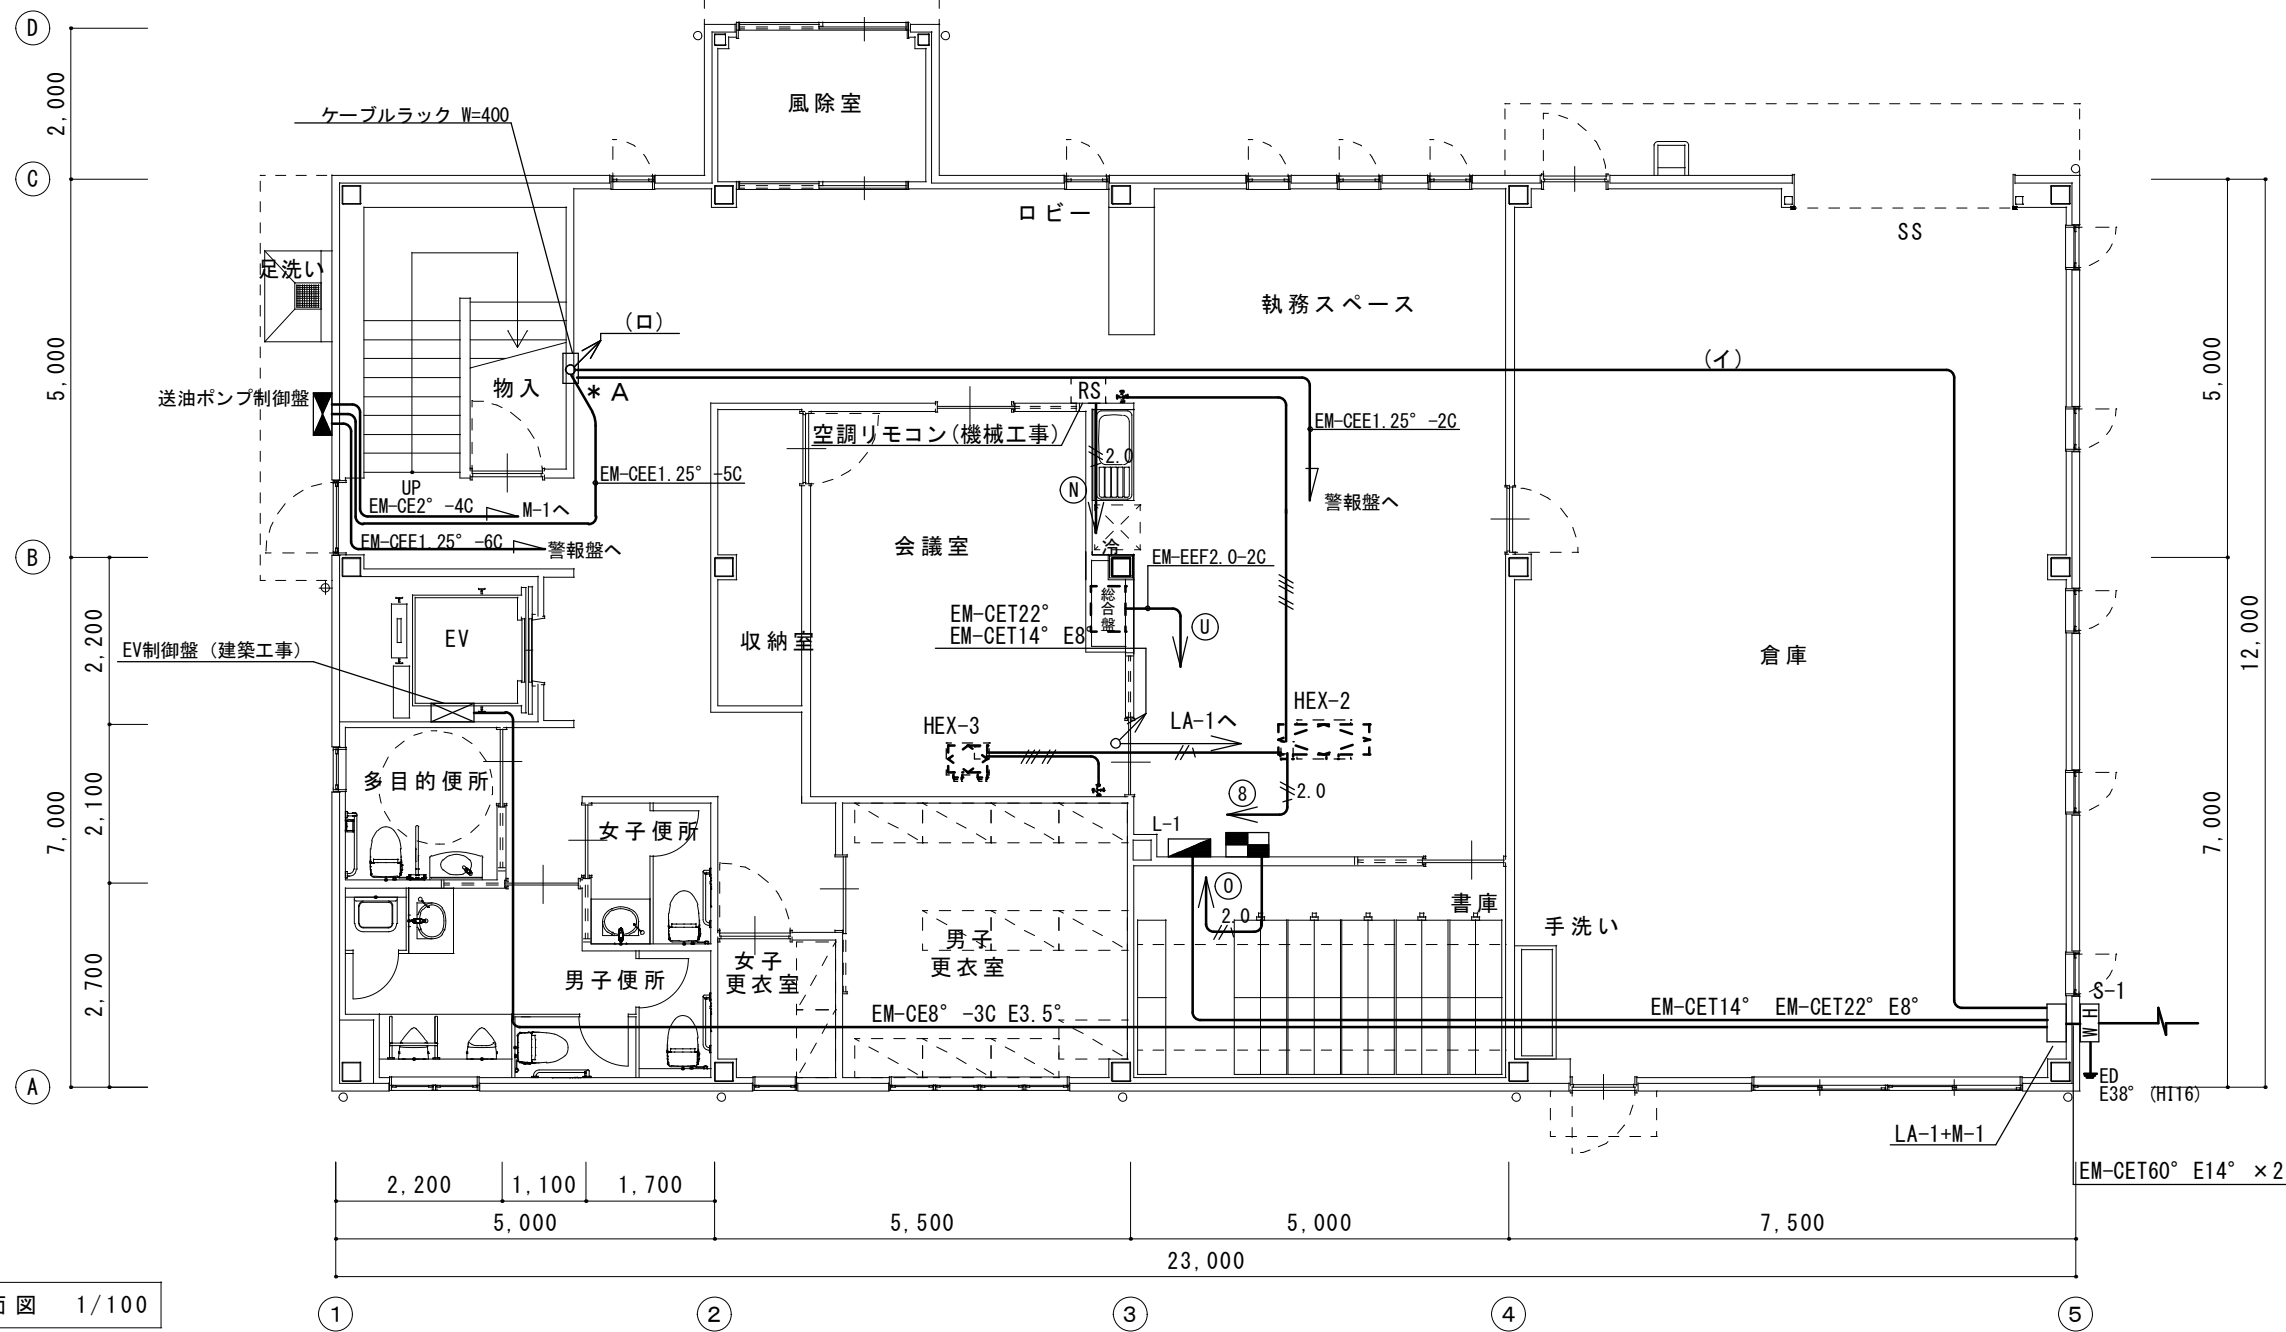 D
2,000
風除室
ケーブルラック W=400
C
ロビー
SS
足洗い
執務スペース
(ロ)
(イ)
5,000
5,000
物入
*A
RS
送油ポンプ制御盤
空調リモコン(機械工事)
EM-CEE1.25° -2C
2.0
EM-CEE1.25° -5C
UP
N
EM-CE2° -4C
M-1へ
警報盤へ
EM-CEE1.25° -6C
警報盤へ
会議室
冷
B
EM-EEF2.0-2C
12,000
2,200
EM-CET22°
EM-CET14° E8°
総合盤
U
EV
収納室
EV制御盤 (建築工事)
倉庫
HEX-2
HEX-3
LA-1へ
多目的便所
2,100
7,000
7,000
8
2.0
女子便所
L-1
O
2.0
書庫
手洗い
男子
更衣室
女子
更衣室
男子便所
2,700
S-1
EM-CE8° -3C E3.5°
EM-CET14° EM-CET22° E8°
WH
A
ED
E38° (HI16)
LA-1+M-1
EM-CET60° E14° ×2
2,200
1,100
1,700
5,000
5,500
5,000
7,500
23,000
面図 1/100
1
2
3
4
5